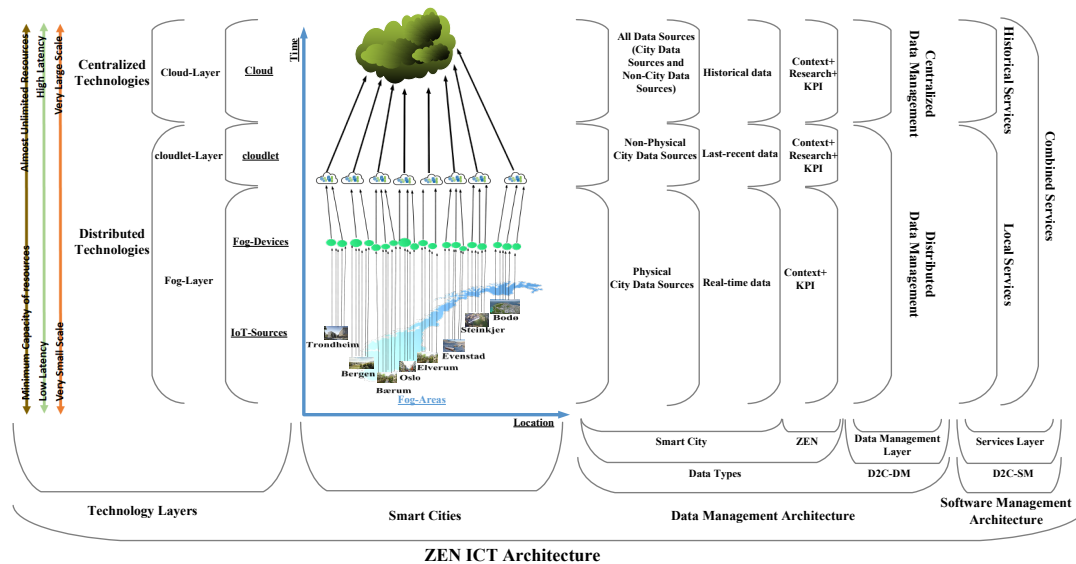 Almost Unlimited Resources
High Latency
Very Large Scale
Minimum Capacity of resources
Low Latency
Very Small Scale
Centralized
Technologies
Distributed
Technologies
Cloud-Layer
cloudlet-Layer
Fog-Layer
Cloud
cloudlet
Fog-Devices
IoT-Sources
Time
Trondheim
Bergen
Bærum
Oslo
Elverum
Evenstad
Steinkjer
Bodø
Fog-Areas
Location
All Data Sources
(City Data
Sources and
Non-City Data
Sources)
Non-Physical
City Data Sources
Physical
City Data Sources
Historical data
Last-recent data
Real-time data
Context+
Research+
KPI
Context+
Research+
KPI
Context+
KPI
Centralized
Data Management
Distributed
Data Management
Historical Services
Local Services
Combined Services
Smart City
ZEN
Data Management
Layer
Services Layer
Data Types
D2C-DM
D2C-SM
Technology Layers
Smart Cities
Data Management Architecture
Software Management
Architecture
ZEN ICT Architecture